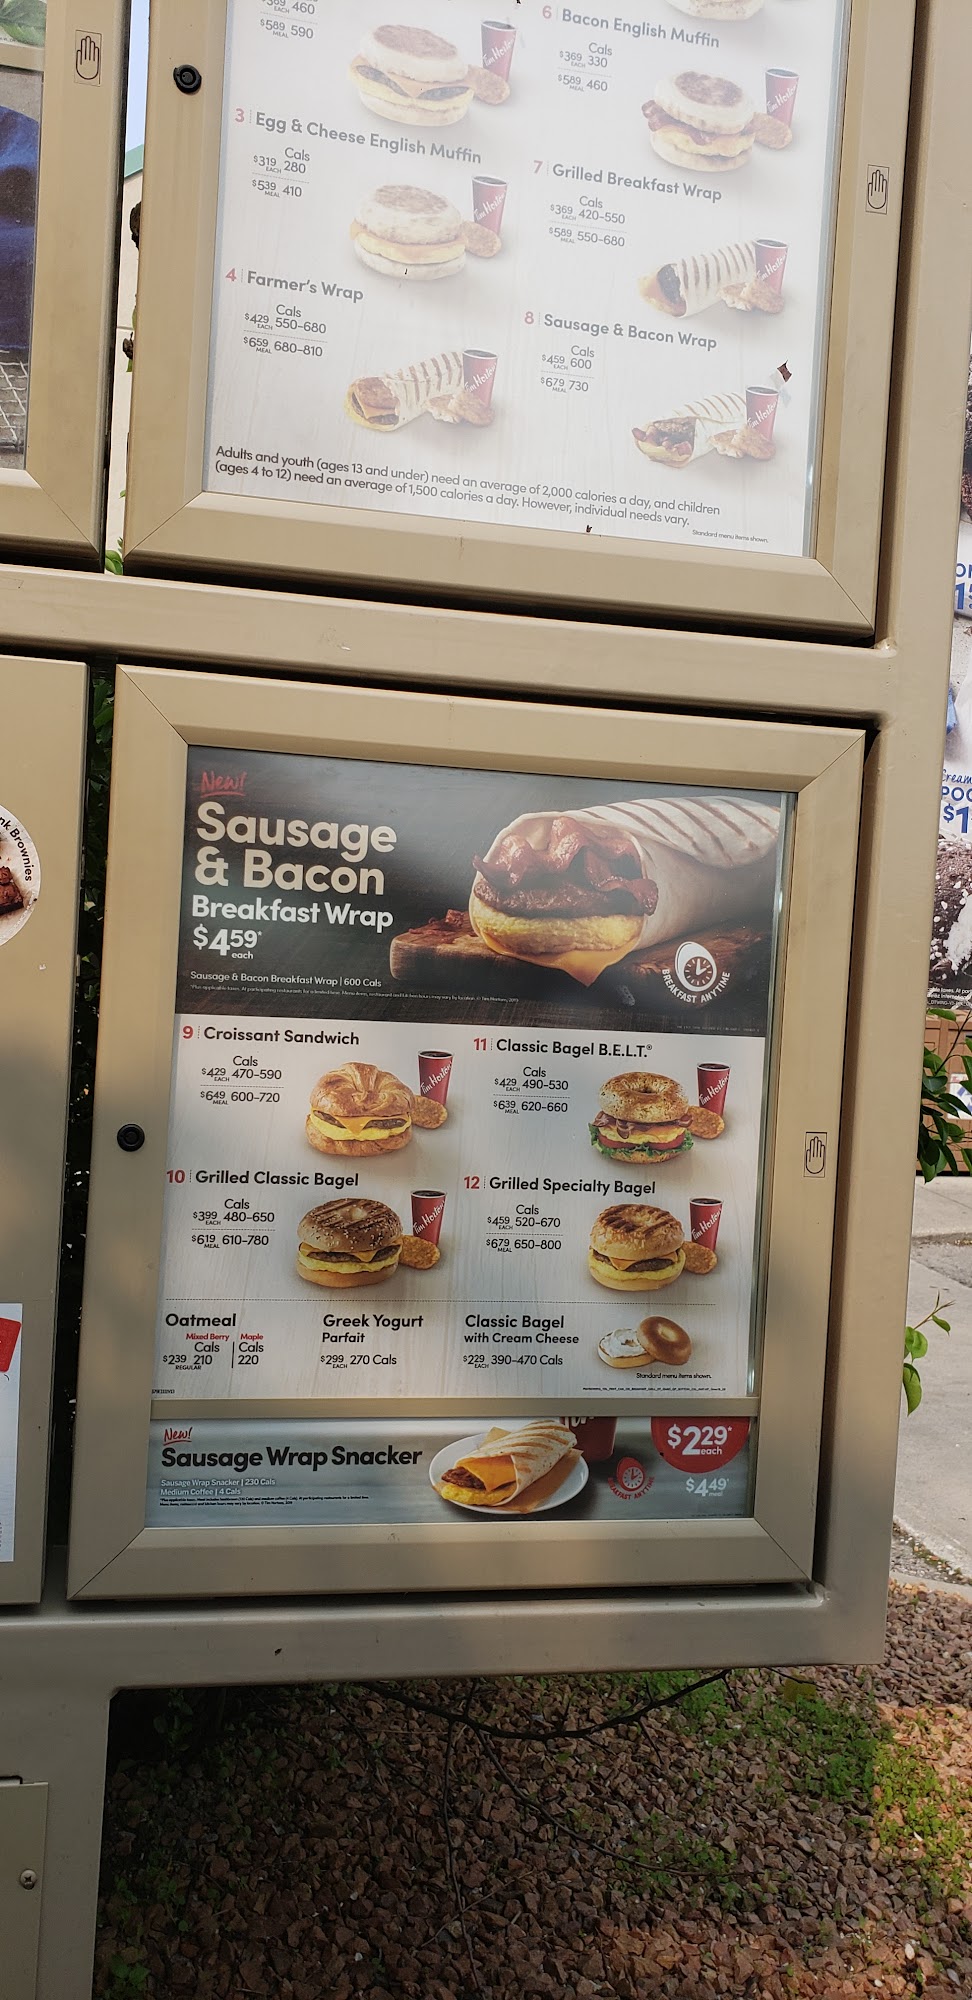 $369 460
EACH
$589 590
MEAL
6 Bacon English Muffin
Cals
$369 330
EACH
$589 460
MEAL
3 Egg & Cheese English Muffin
Cals
$319 280
EACH
$539 410
MEAL
7 Grilled Breakfast Wrap
Cals
$369 420-550
EACH
$589 550-680
MEAL
4 Farmer's Wrap
Cals
$429 550-680
EACH
$659 680-810
MEAL
8 Sausage & Bacon Wrap
Cals
$459 600
EACH
$679 730
MEAL
Adults and youth (ages 13 and under) need an average of 2,000 calories a day, and children
(ages 4 to 12) need an average of 1,500 calories a day. However, individual needs vary.
Standard menu items shown.
New!
Sausage
& Bacon
Breakfast Wrap
$459*
each
Sausage & Bacon Breakfast Wrap | 600 Cals
BREAKFAST ANYTIME
9 Croissant Sandwich
Cals
$429 470-590
EACH
$649 600-720
MEAL
11 Classic Bagel B.E.L.T.®
Cals
$429 490-530
EACH
$639 620-660
MEAL
10 Grilled Classic Bagel
Cals
$399 480-650
EACH
$619 610-780
MEAL
12 Grilled Specialty Bagel
Cals
$459 520-670
EACH
$679 650-800
MEAL
Tim Hortons
Oatmeal
Mixed Berry Maple
Cals Cals
$239 210 220
REGULAR
Greek Yogurt
Parfait
$299 270 Cals
EACH
Classic Bagel
with Cream Cheese
$229 390-470 Cals
EACH
Standard menu items shown.
New!
Sausage Wrap Snacker
Sausage Wrap Snacker | 230 Cals
Medium Coffee | 4 Cals
BREAKFAST ANYTIME
$229*
each
$449*
meal
nk Brownies